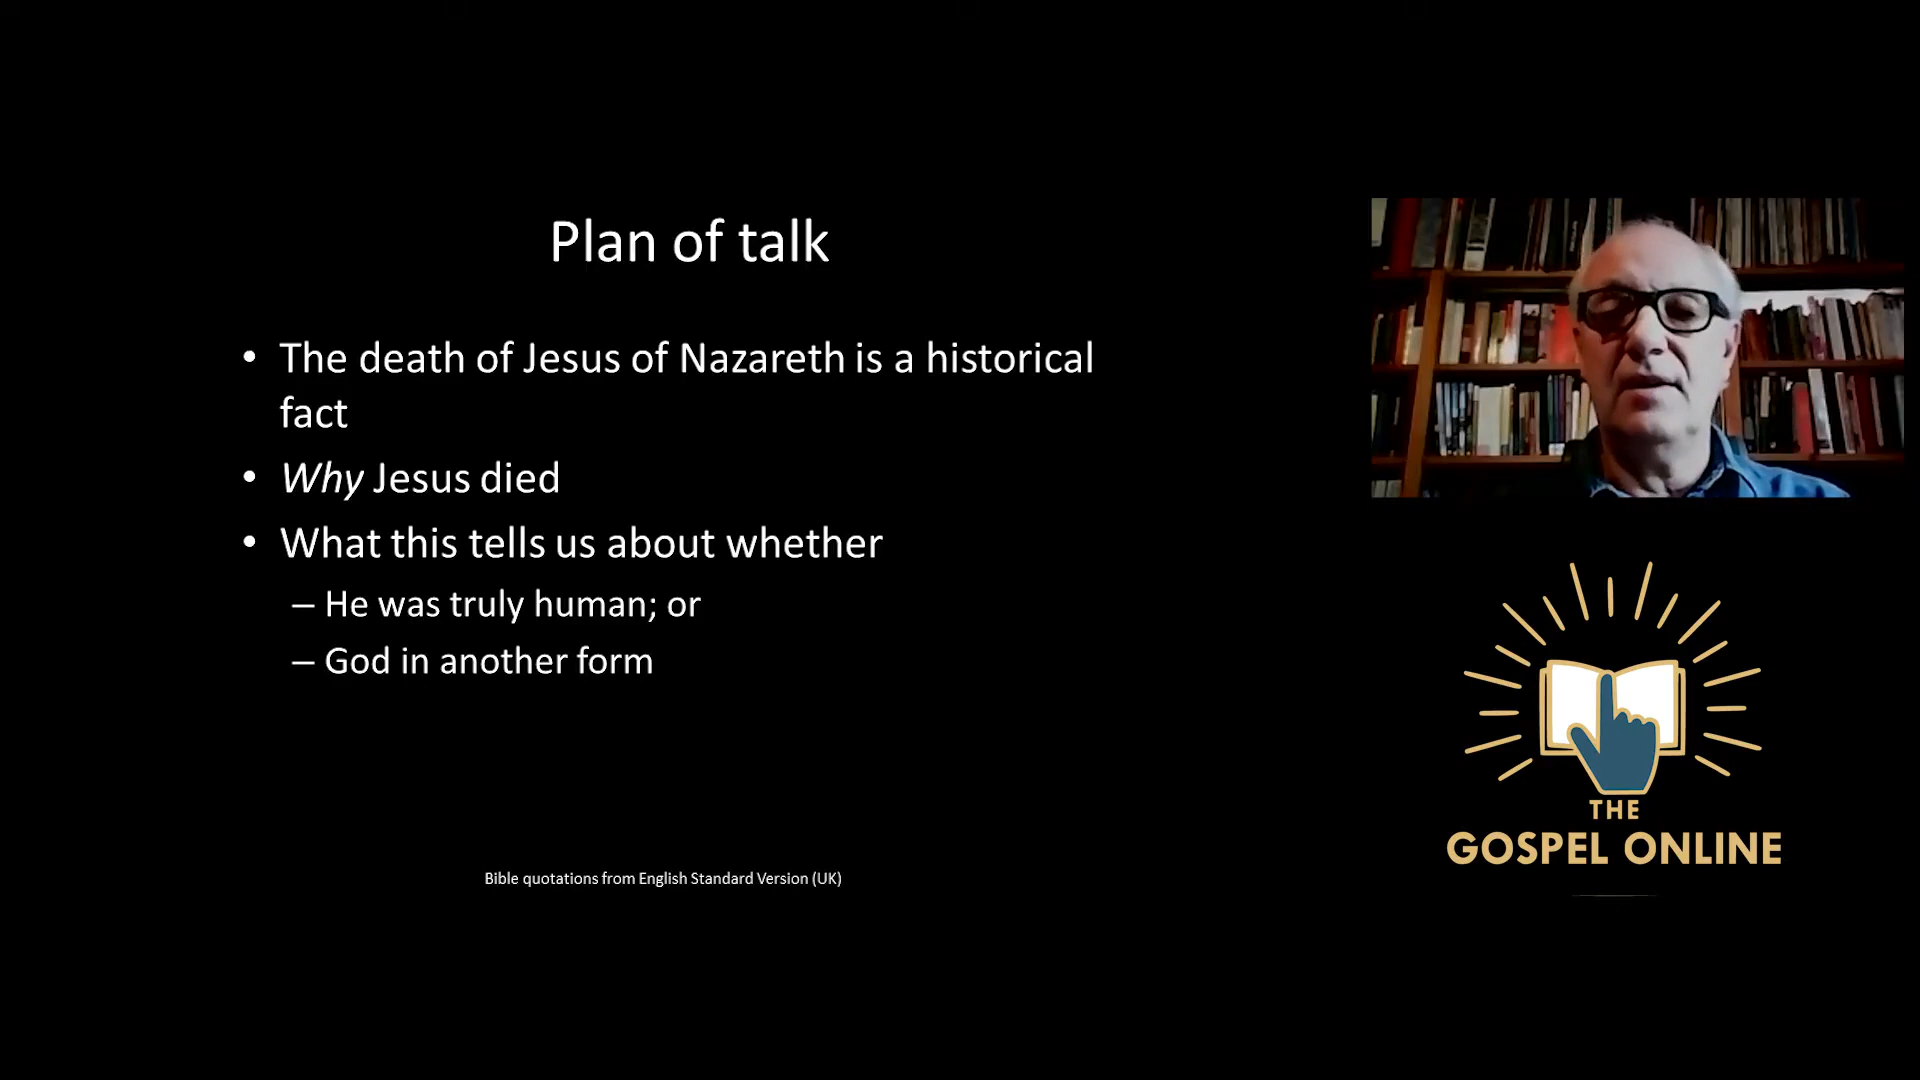 Plan of talk
• The death of Jesus of Nazareth is a historical
fact
• Why Jesus died
• What this tells us about whether
– He was truly human; or
– God in another form
Bible quotations from English Standard Version (UK)
THE
GOSPEL ONLINE